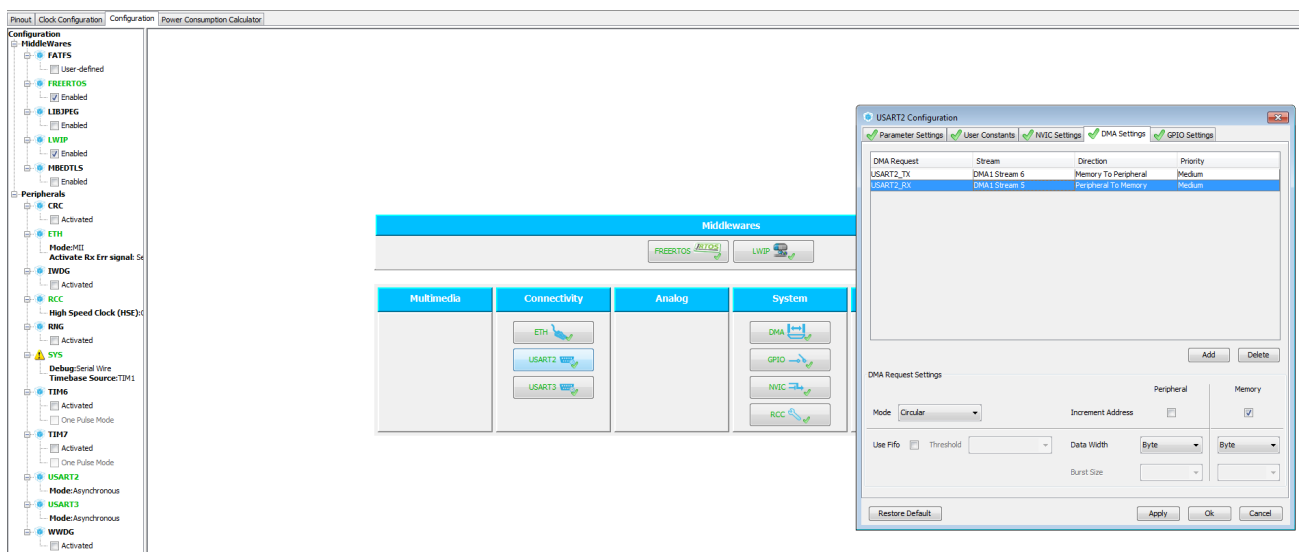 Pinout Clock Configuration Configuration Power Consumption Calculator
Configuration
MiddleWares
FATFS
User-defined
FREERTOS
Enabled
LIBJPEG
Enabled
LWIP
Enabled
MBEDTLS
Enabled
Peripherals
CRC
Activated
ETH
Mode:MII
Activate Rx Err signal: Se
IWDG
Activated
RCC
High Speed Clock (HSE):C
RNG
Activated
SYS
Debug:Serial Wire
Timebase Source:TIM1
TIM6
Activated
One Pulse Mode
TIM7
Activated
One Pulse Mode
USART2
Mode:Asynchronous
USART3
Mode:Asynchronous
WWDG
Activated
Middlewares
FREERTOS RTOS LWIP
Multimedia Connectivity Analog System
ETH DMA
USART2 GPIO
USART3 NVIC
RCC
USART2 Configuration
Parameter Settings User Constants NVIC Settings DMA Settings GPIO Settings
DMA Request Stream Direction Priority
USART2_TX DMA1 Stream 6 Memory To Peripheral Medium
USART2_RX DMA1 Stream 5 Peripheral To Memory Medium
Add Delete
DMA Request Settings
Peripheral Memory
Mode Circular Increment Address
Use Fifo Threshold Data Width Byte Byte
Burst Size
Restore Default Apply Ok Cancel